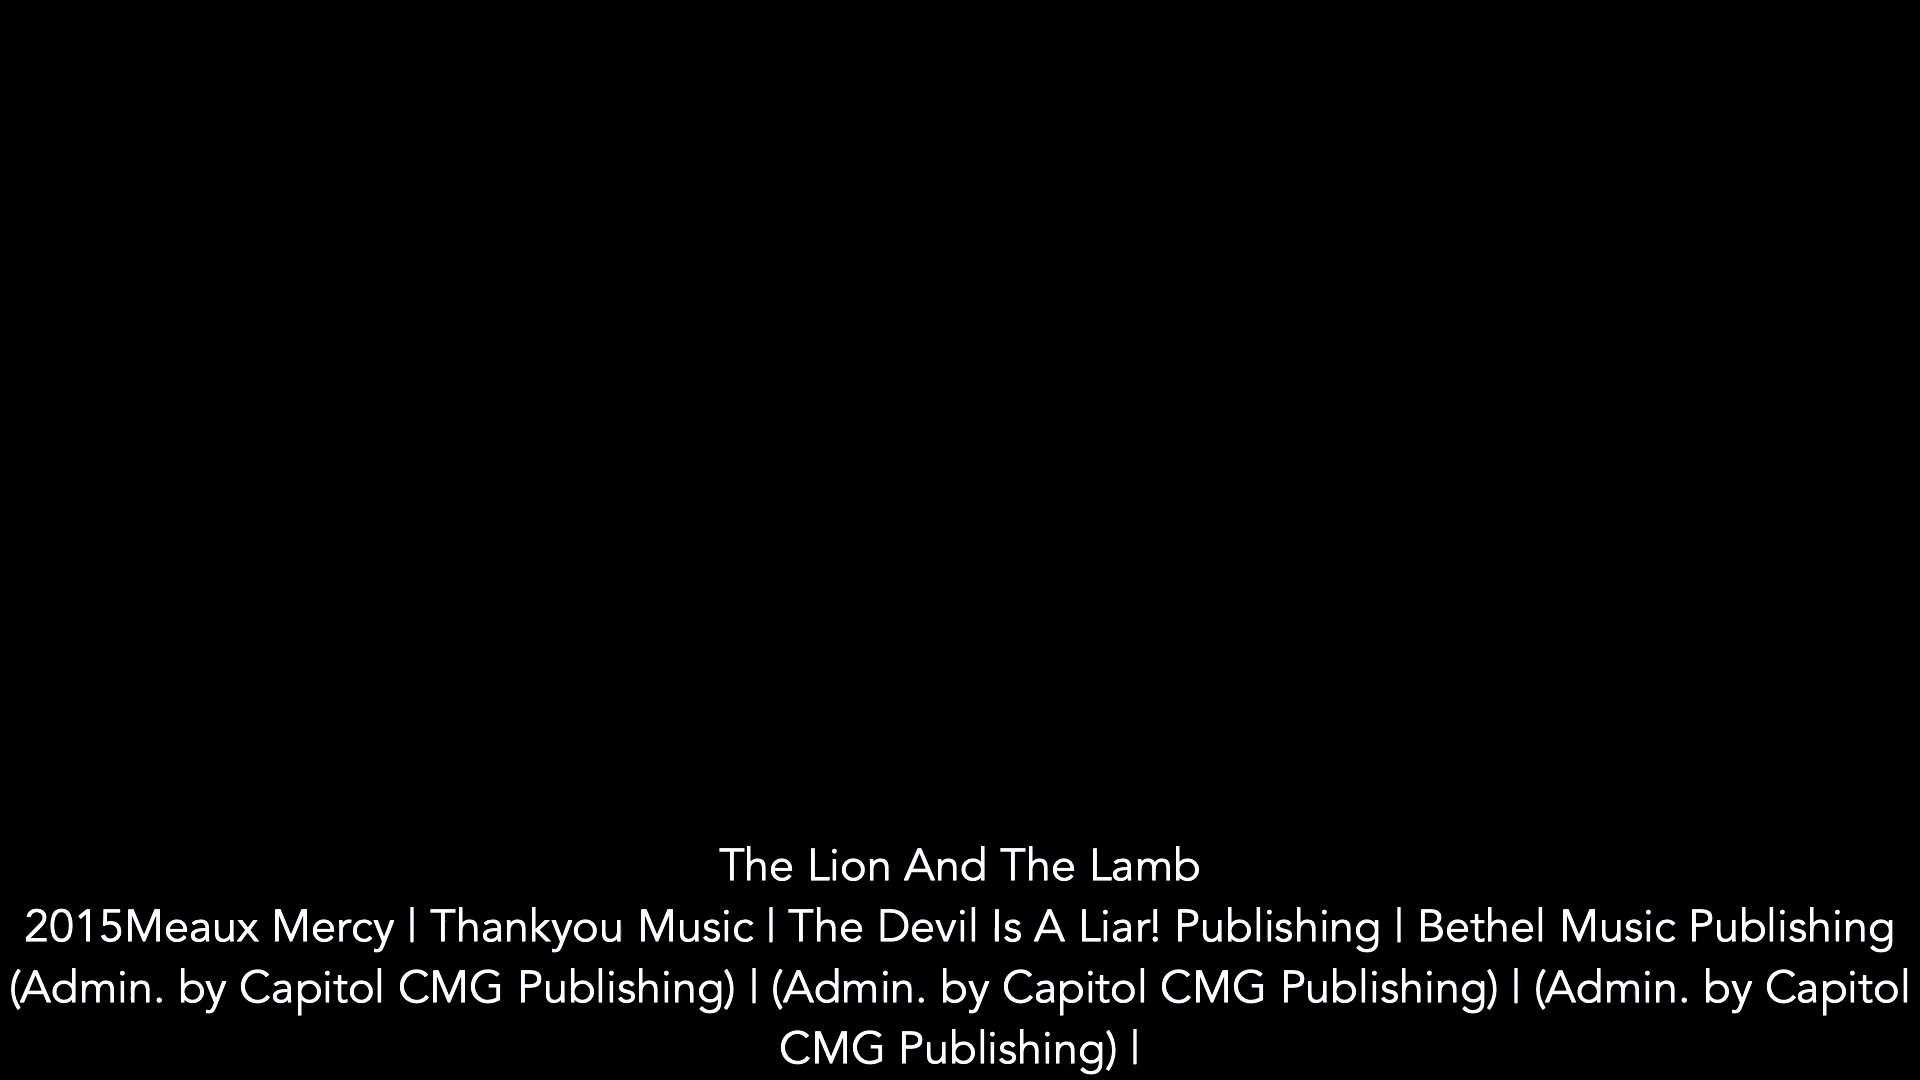 The Lion And The Lamb
2015Meaux Mercy | Thankyou Music | The Devil Is A Liar! Publishing | Bethel Music Publishing
(Admin. by Capitol CMG Publishing) | (Admin. by Capitol CMG Publishing) | (Admin. by Capitol
CMG Publishing) |